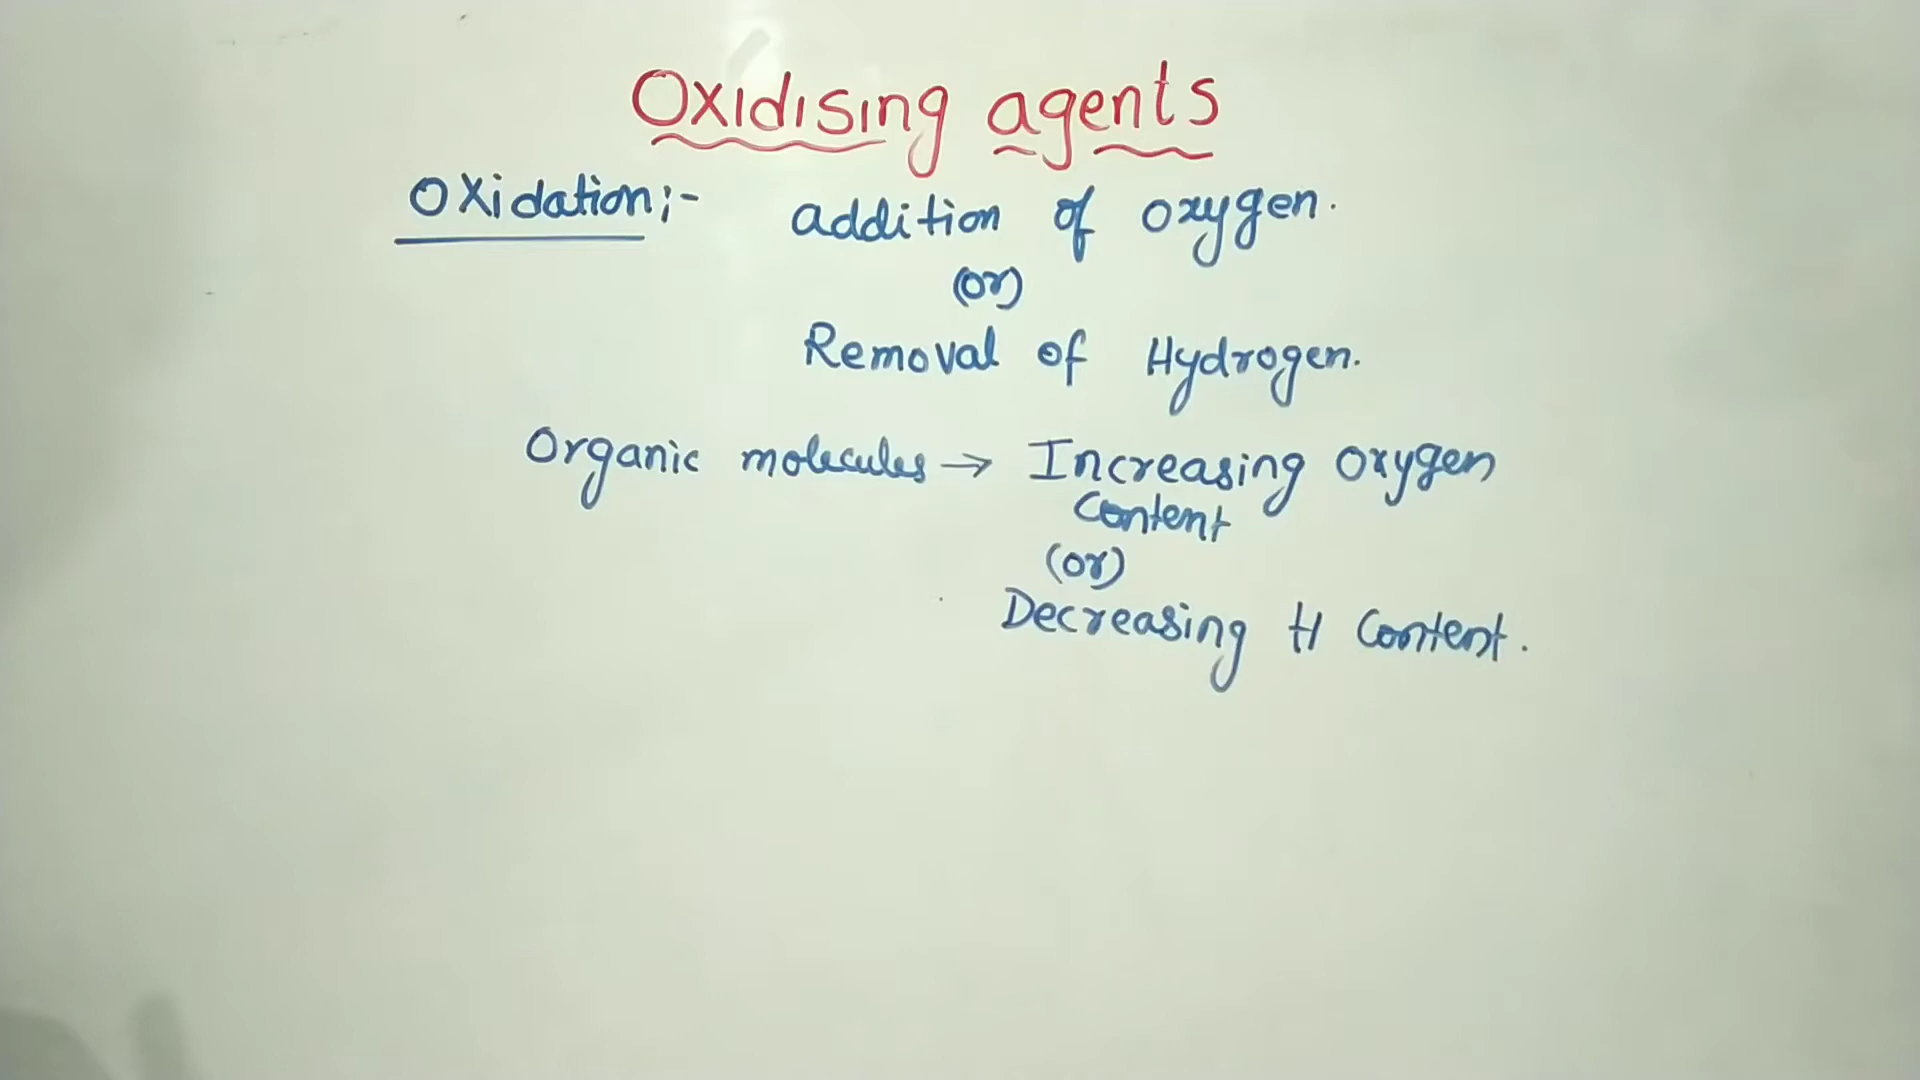 Oxidising agents
Oxidation:- addition of oxygen.
(or)
Removal of Hydrogen.
Organic molecules → Increasing oxygen
Content
(or)
Decreasing H Content.